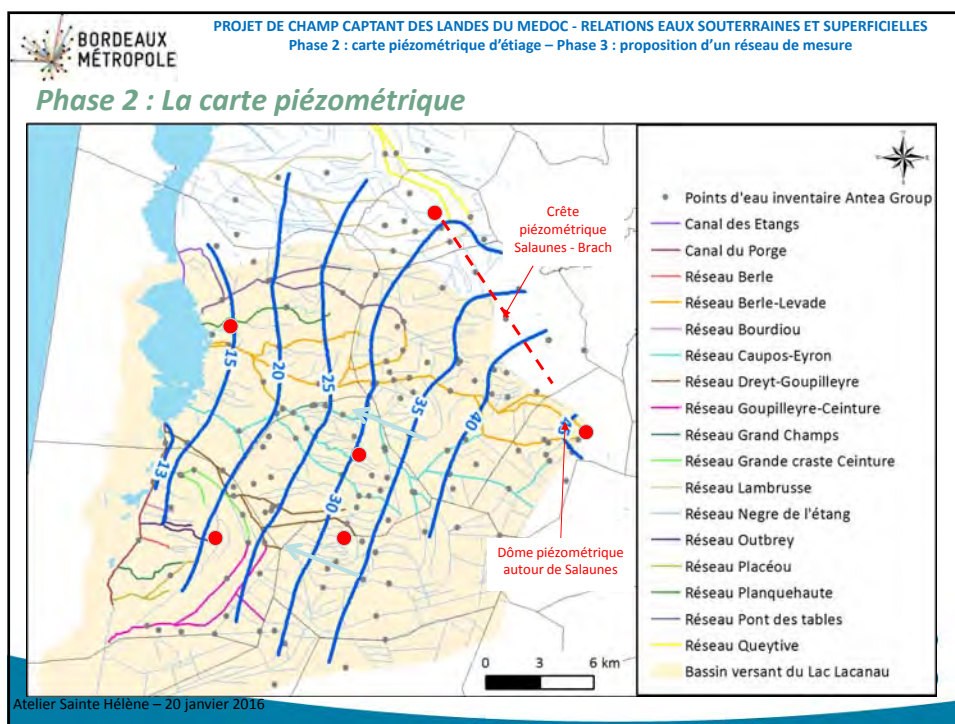 PROJET DE CHAMP CAPTANT DES LANDES DU MEDOC - RELATIONS EAUX SOUTERRAINES ET SUPERFICIELLES
Phase 2 : carte piézométrique d'étiage – Phase 3 : proposition d'un réseau de mesure
BORDEAUX
MÉTROPOLE
Phase 2 : La carte piézométrique
Crête
piézométrique
Salaunes - Brach
15
20
25
35
40
45
13
30
Dôme piézométrique
autour de Salaunes
0 3 6 km
Points d'eau inventaire Antea Group
Canal des Etangs
Canal du Porge
Réseau Berle
Réseau Berle-Levade
Réseau Bourdiou
Réseau Caupos-Eyron
Réseau Dreyt-Goupilleyre
Réseau Goupilleyre-Ceinture
Réseau Grand Champs
Réseau Grande craste Ceinture
Réseau Lambrusse
Réseau Negre de l'étang
Réseau Outbrey
Réseau Placéou
Réseau Planquehaute
Réseau Pont des tables
Réseau Queytive
Bassin versant du Lac Lacanau
Atelier Sainte Hélène – 20 janvier 2016